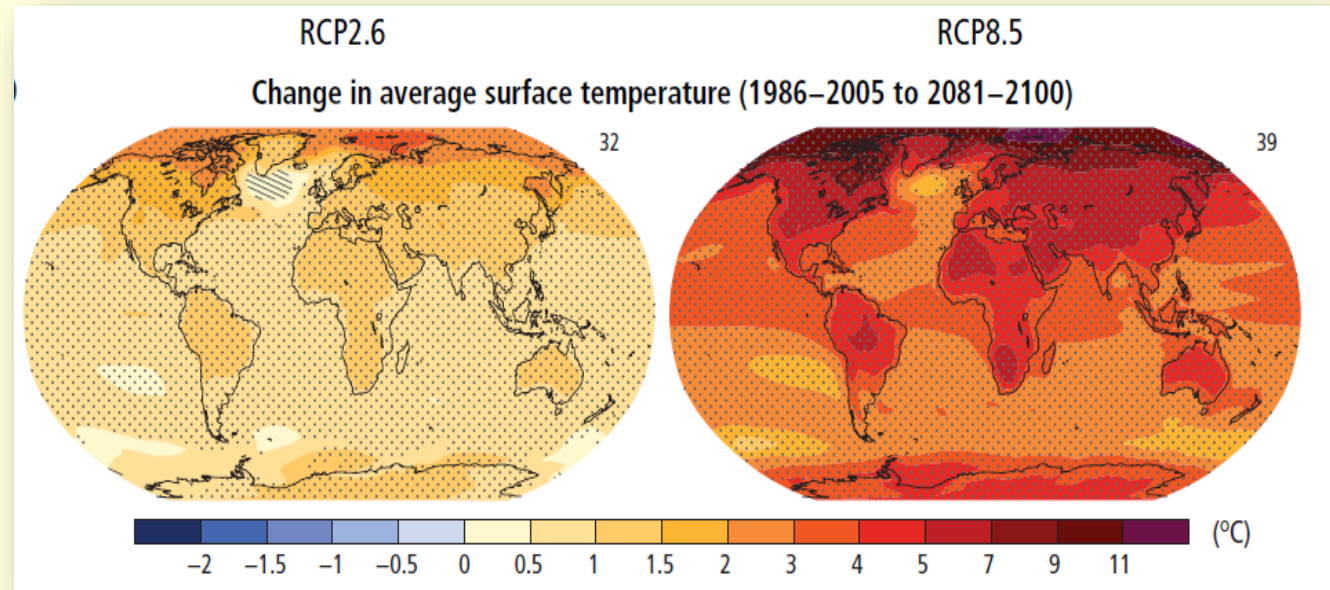 RCP2.6 RCP8.5
Change in average surface temperature (1986–2005 to 2081–2100)
32 39
(°C)
–2 –1.5 –1 –0.5 0 0.5 1 1.5 2 3 4 5 7 9 11